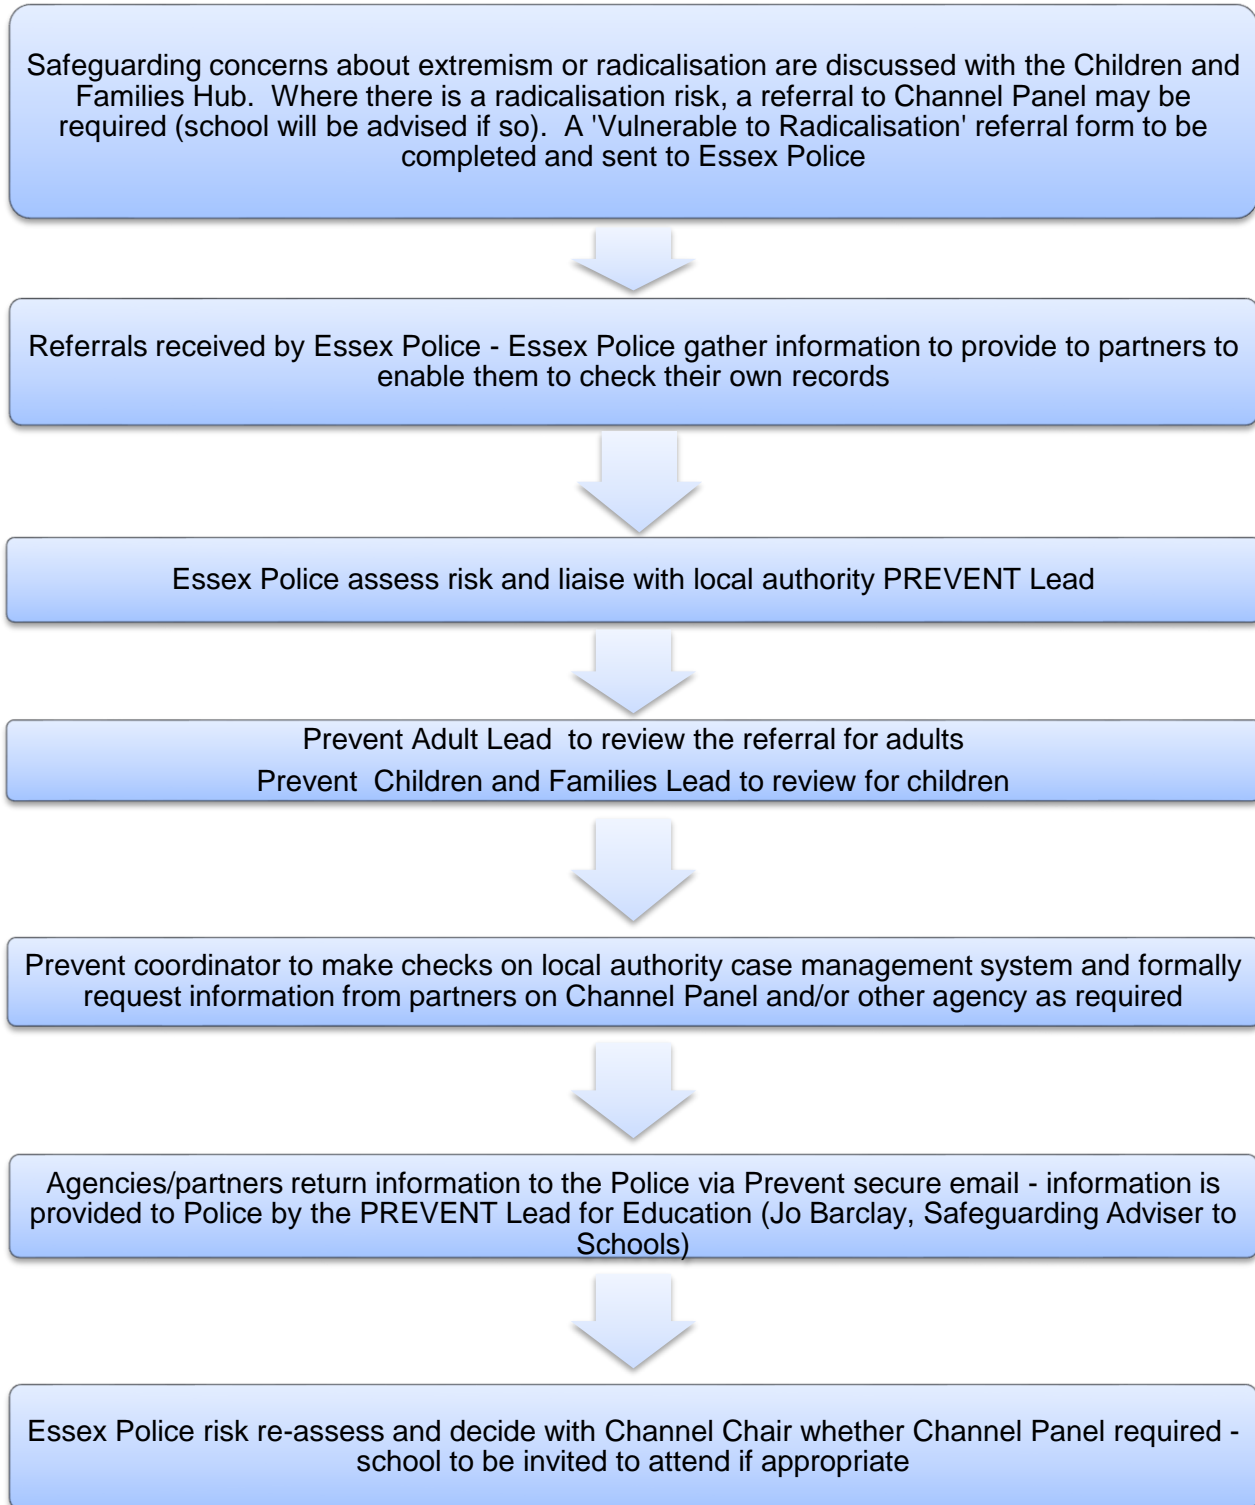 Safeguarding concerns about extremism or radicalisation are discussed with the Children and
Families Hub.  Where there is a radicalisation risk, a referral to Channel Panel may be
required (school will be advised if so).  A 'Vulnerable to Radicalisation' referral form to be
completed and sent to Essex Police
Referrals received by Essex Police - Essex Police gather information to provide to partners to
enable them to check their own records
Essex Police assess risk and liaise with local authority PREVENT Lead
Prevent Adult Lead  to review the referral for adults
Prevent  Children and Families Lead to review for children
Prevent coordinator to make checks on local authority case management system and formally
request information from partners on Channel Panel and/or other agency as required
Agencies/partners return information to the Police via Prevent secure email - information is
provided to Police by the PREVENT Lead for Education (Jo Barclay, Safeguarding Adviser to
Schools)
Essex Police risk re-assess and decide with Channel Chair whether Channel Panel required -
school to be invited to attend if appropriate